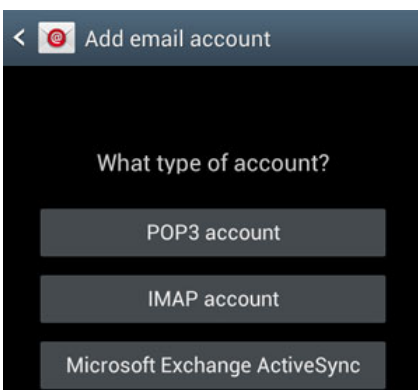 Add email account
What type of account?
POP3 account
IMAP account
Microsoft Exchange ActiveSync